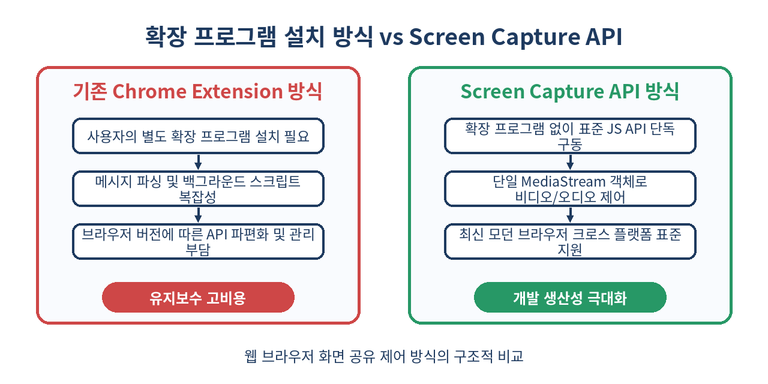 확장 프로그램 설치 방식 vs Screen Capture API
기존 Chrome Extension 방식
사용자의 별도 확장 프로그램 설치 필요
메시지 파싱 및 백그라운드 스크립트
복잡성
브라우저 버전에 따른 API 파편화 및 관리
부담
유지보수 고비용
Screen Capture API 방식
확장 프로그램 없이 표준 JS API 단독
구동
단일 MediaStream 객체로
비디오/오디오 제어
최신 모던 브라우저 크로스 플랫폼 표준
지원
개발 생산성 극대화
웹 브라우저 화면 공유 제어 방식의 구조적 비교